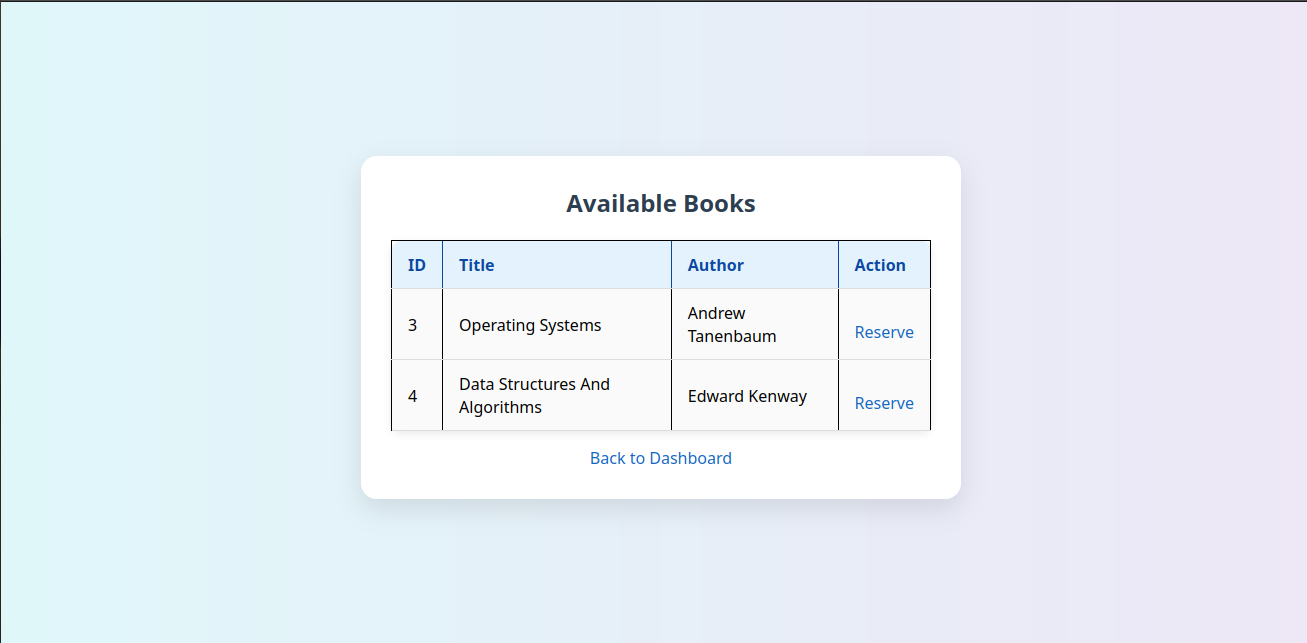 Available Books
ID Title Author Action
3 Operating Systems Andrew Tanenbaum Reserve
4 Data Structures And Algorithms Edward Kenway Reserve
Back to Dashboard